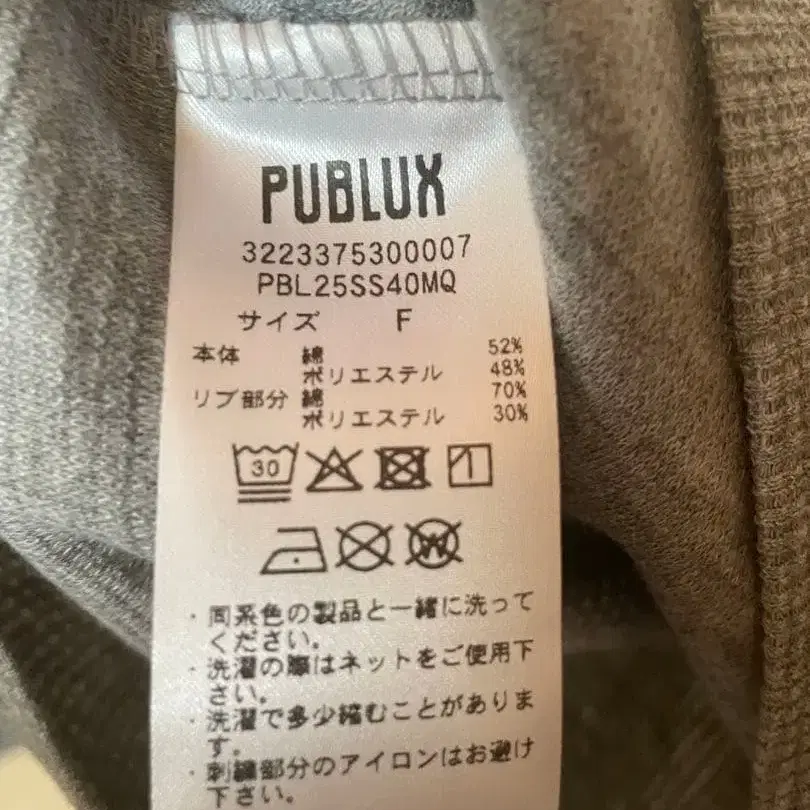 PUBLUX
3223375300007
PBL25SS40MQ
サイズ F
本体 綿 52%
ポリエステル 48%
リブ部分 綿 70%
ポリエステル 30%
30
W
・同系色の製品と一緒に洗って
ください。
・洗濯の際はネットをご使用下
さい。
・洗濯で多少縮むことがありま
す。
・刺繍部分のアイロンはお避け
下さい。